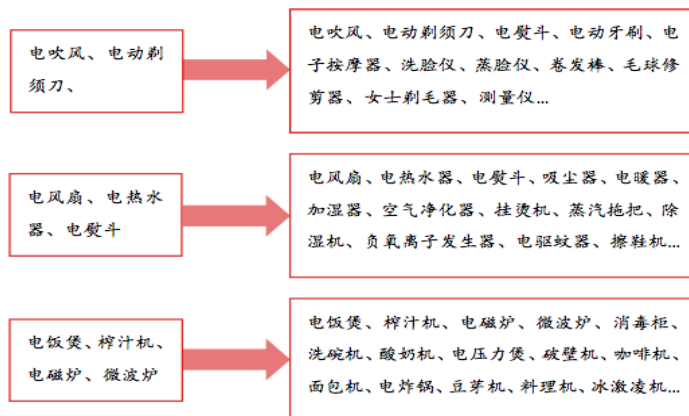 电吹风、电动剃
须刀、
电吹风、电动剃须刀、电熨斗、电动牙刷、电
子按摩器、洗脸仪、蒸脸仪、卷发棒、毛球修
剪器、女士剃毛器、测量仪...
电风扇、电热水
器、电熨斗
电风扇、电热水器、电熨斗、吸尘器、电暖器、
加湿器、空气净化器、挂烫机、蒸汽拖把、除
湿机、负氧离子发生器、电驱蚊器、擦鞋机...
电饭煲、榨汁机、
电磁炉、微波炉
电饭煲、榨汁机、电磁炉、微波炉、消毒柜、
洗碗机、酸奶机、电压力煲、破壁机、咖啡机、
面包机、电炸锅、豆芽机、料理机、冰激凌机...